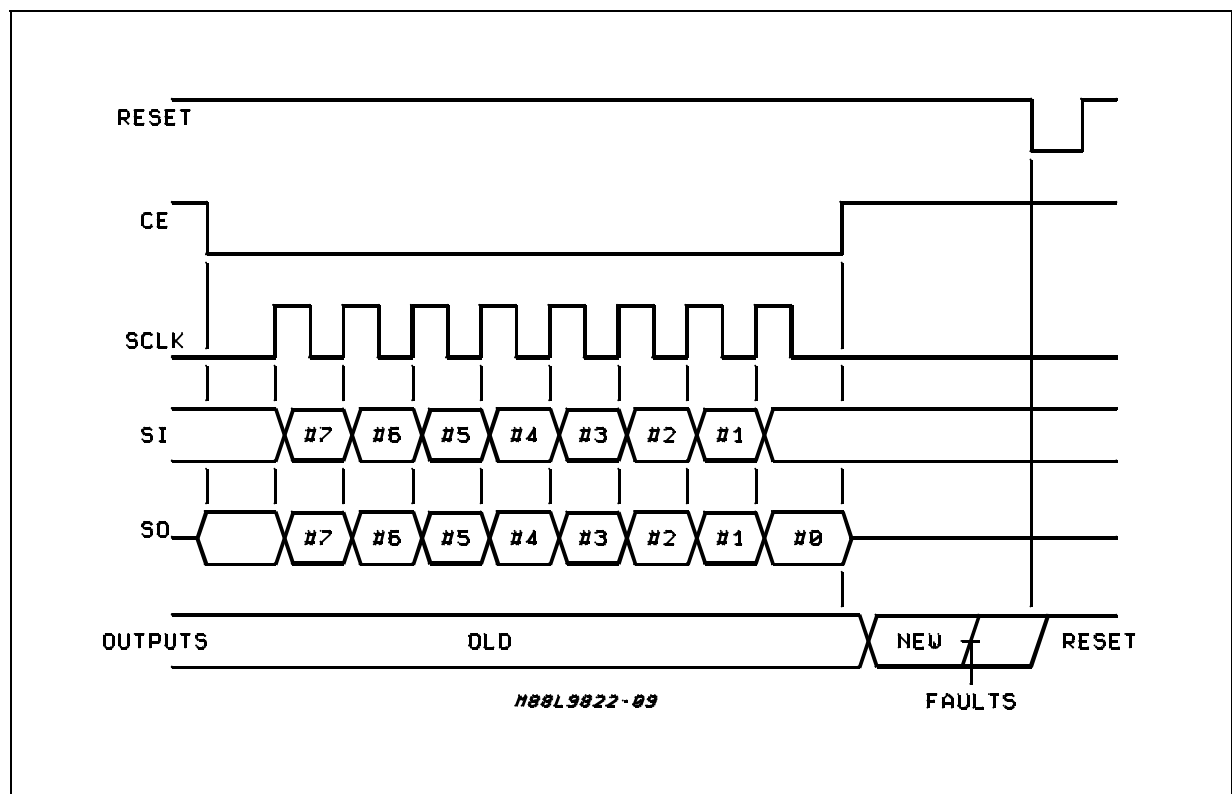 RESET
CE
SCLK
SI #7 #6 #5 #4 #3 #2 #1
SO #7 #6 #5 #4 #3 #2 #1 #0
OUTPUTS OLD NEW RESET
M88L9822-09 FAULTS